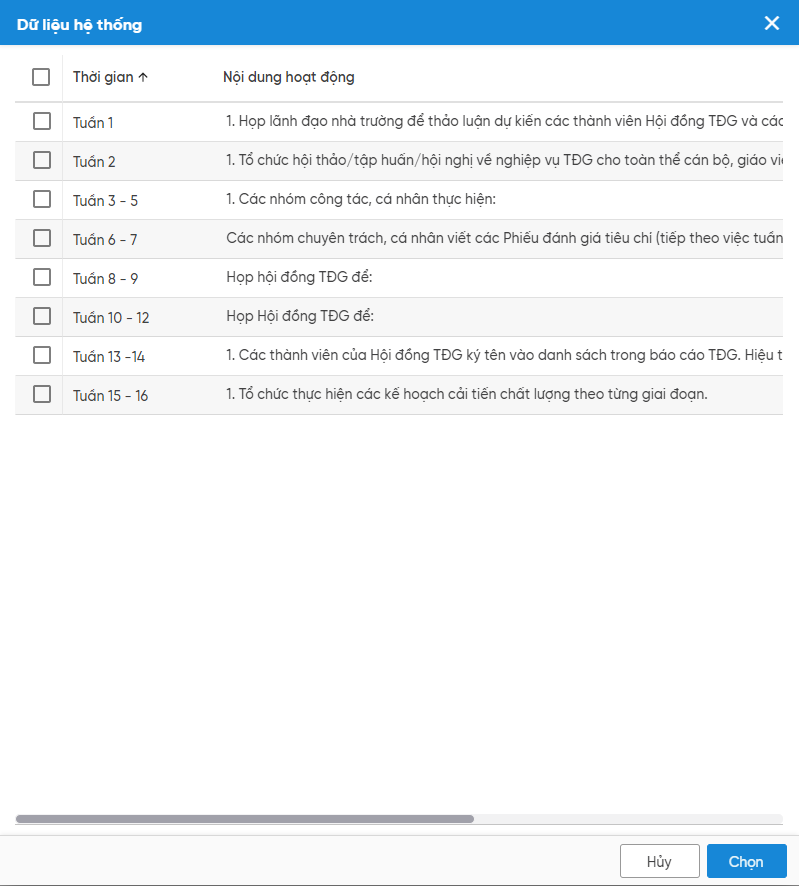 Dữ liệu hệ thống
Thời gian ↑ Nội dung hoạt động
Tuần 1 1. Họp lãnh đạo nhà trường để thảo luận dự kiến các thành viên Hội đồng TĐG và các
Tuần 2 1. Tổ chức hội thảo/tập huấn/hội nghị về nghiệp vụ TĐG cho toàn thể cán bộ, giáo vi
Tuần 3 - 5 1. Các nhóm công tác, cá nhân thực hiện:
Tuần 6 - 7 Các nhóm chuyên trách, cá nhân viết các Phiếu đánh giá tiêu chí (tiếp theo việc tuần
Tuần 8 - 9 Họp hội đồng TĐG để:
Tuần 10 - 12 Họp Hội đồng TĐG để:
Tuần 13 -14 1. Các thành viên của Hội đồng TĐG ký tên vào danh sách trong báo cáo TĐG. Hiệu t
Tuần 15 - 16 1. Tổ chức thực hiện các kế hoạch cải tiến chất lượng theo từng giai đoạn.
Hủy Chọn